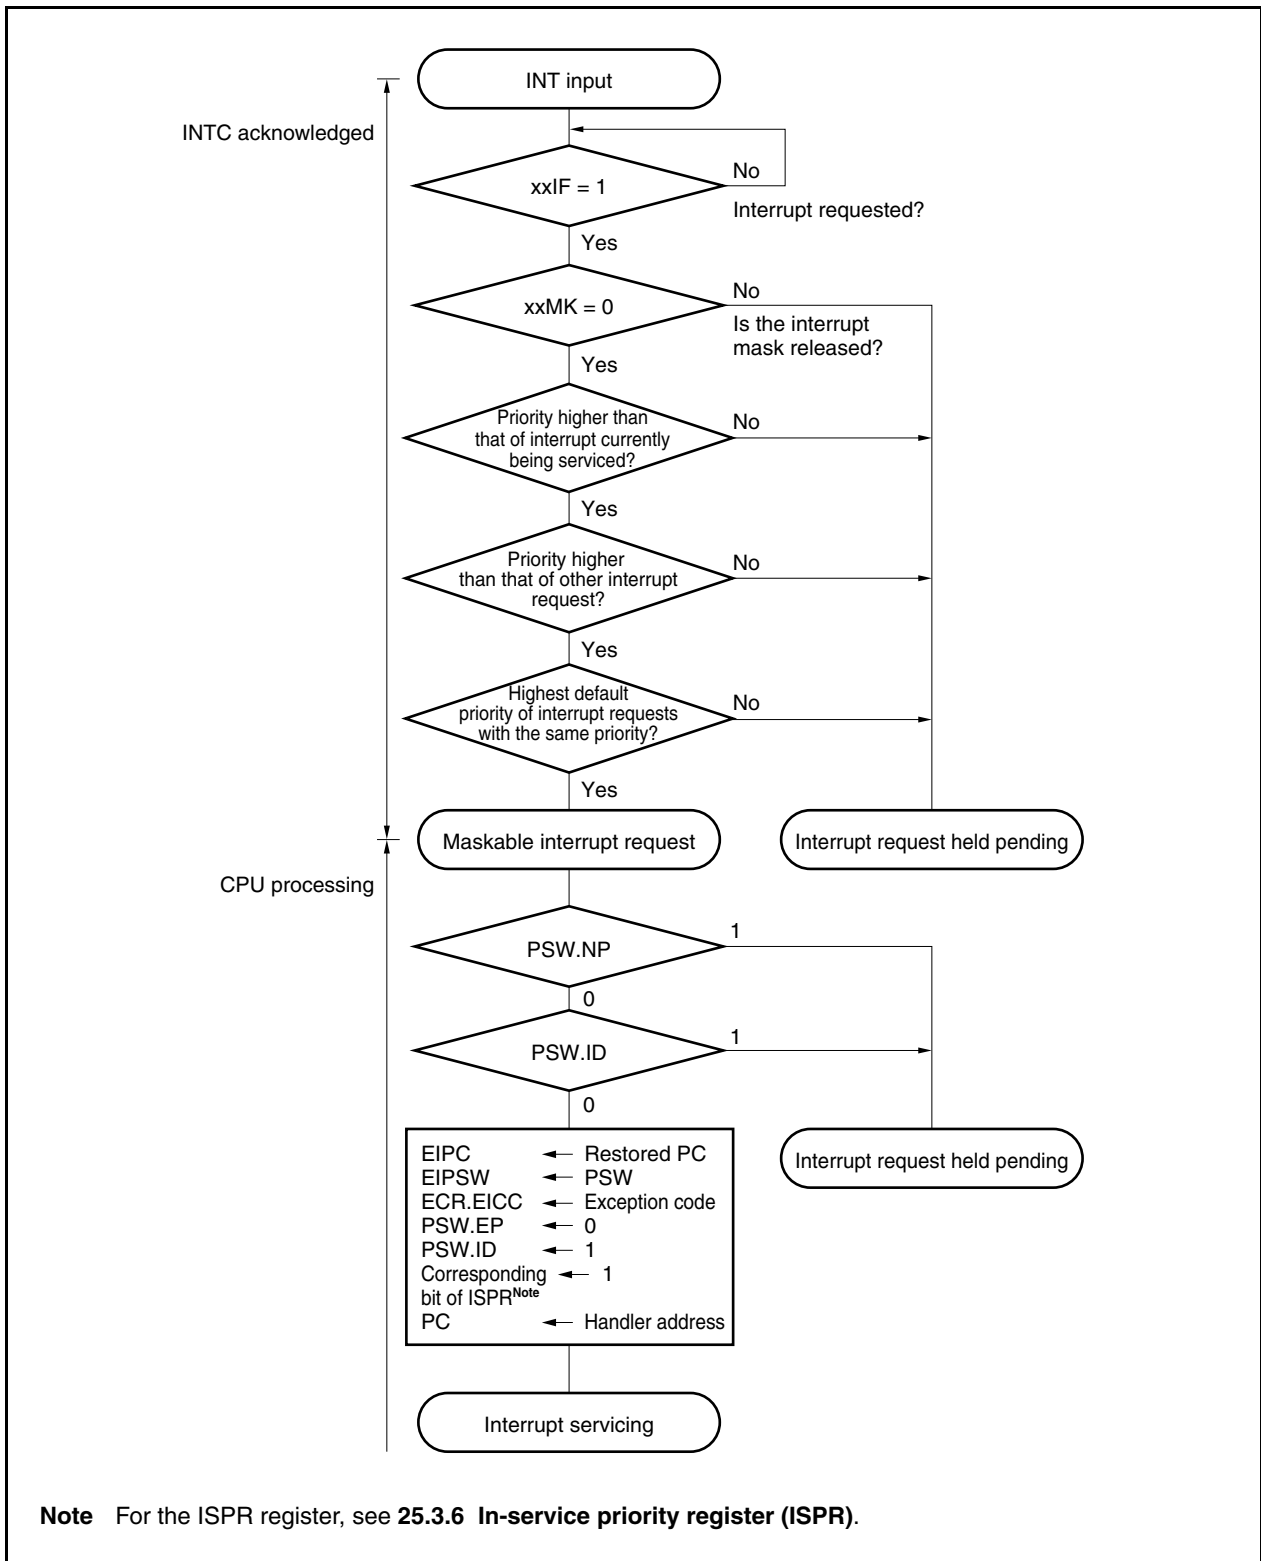 INT input
INTC acknowledged
xxIF = 1
No
Interrupt requested?
Yes
xxMK = 0
No
Is the interrupt
mask released?
Yes
Priority higher than
that of interrupt currently
being serviced?
No
Yes
Priority higher
than that of other interrupt
request?
No
Yes
Highest default
priority of interrupt requests
with the same priority?
No
Yes
Maskable interrupt request
Interrupt request held pending
CPU processing
PSW.NP
1
0
PSW.ID
1
0
EIPC ← Restored PC
EIPSW ← PSW
ECR.EICC ← Exception code
PSW.EP ← 0
PSW.ID ← 1
Corresponding ← 1
bit of ISPRNote
PC ← Handler address
Interrupt request held pending
Interrupt servicing
Note For the ISPR register, see 25.3.6 In-service priority register (ISPR).